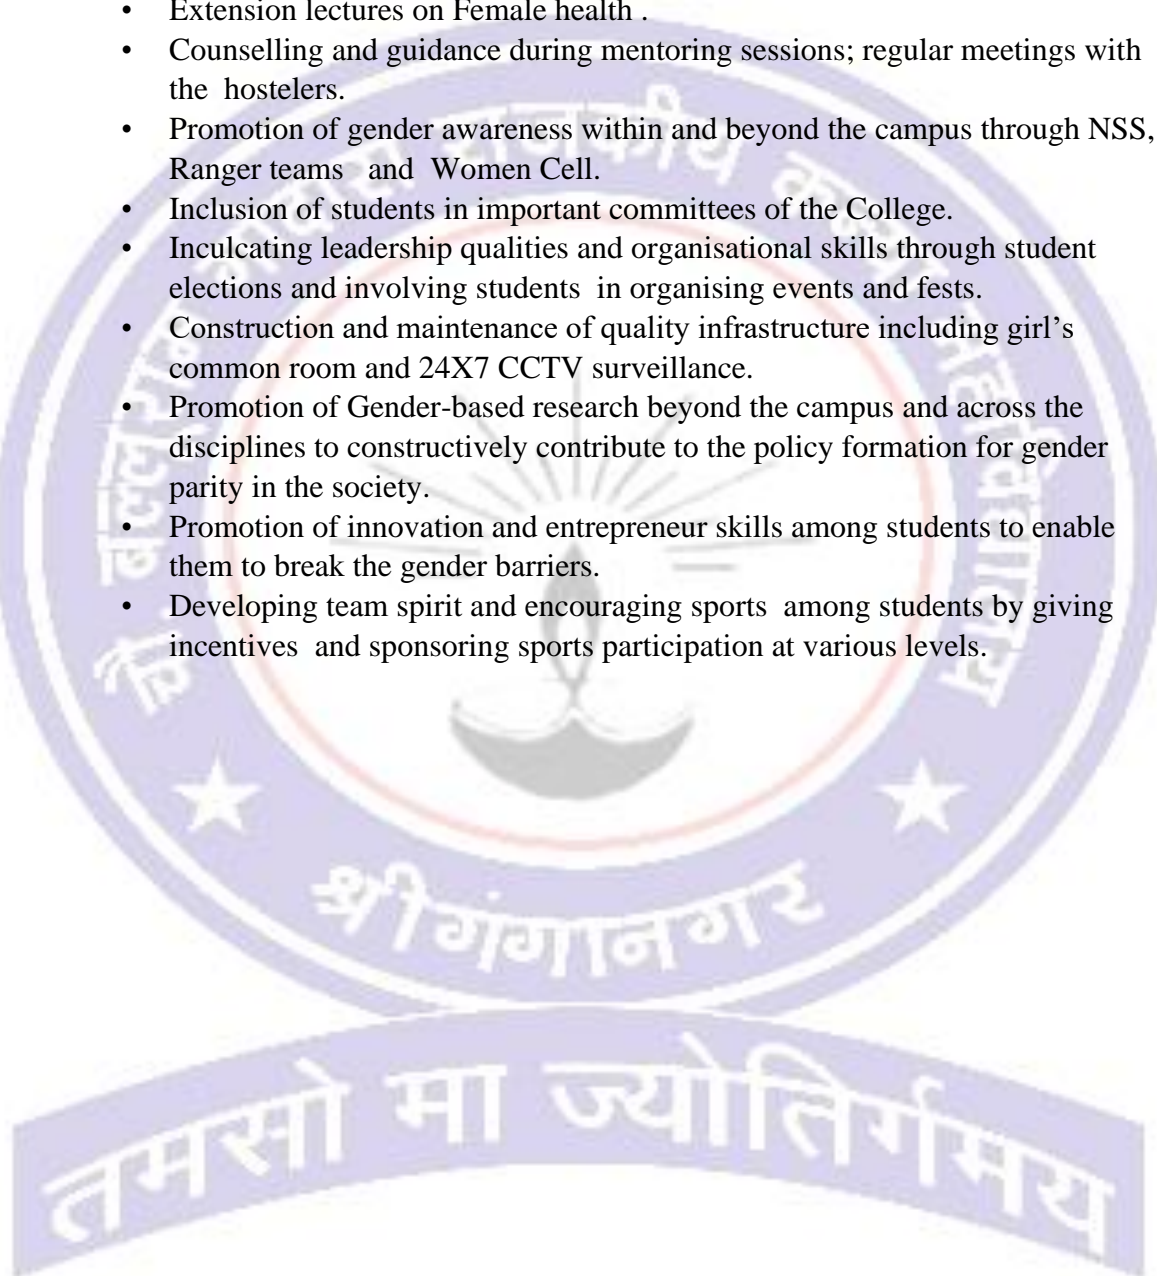 • Extension lectures on Female health .
• Counselling and guidance during mentoring sessions; regular meetings with
the hostelers.
• Promotion of gender awareness within and beyond the campus through NSS,
Ranger teams and Women Cell.
• Inclusion of students in important committees of the College.
• Inculcating leadership qualities and organisational skills through student
elections and involving students in organising events and fests.
• Construction and maintenance of quality infrastructure including girl’s
common room and 24X7 CCTV surveillance.
• Promotion of Gender-based research beyond the campus and across the
disciplines to constructively contribute to the policy formation for gender
parity in the society.
• Promotion of innovation and entrepreneur skills among students to enable
them to break the gender barriers.
• Developing team spirit and encouraging sports among students by giving
incentives and sponsoring sports participation at various levels.
श्रीगंगानगर
तमसो मा ज्योतिर्गमय